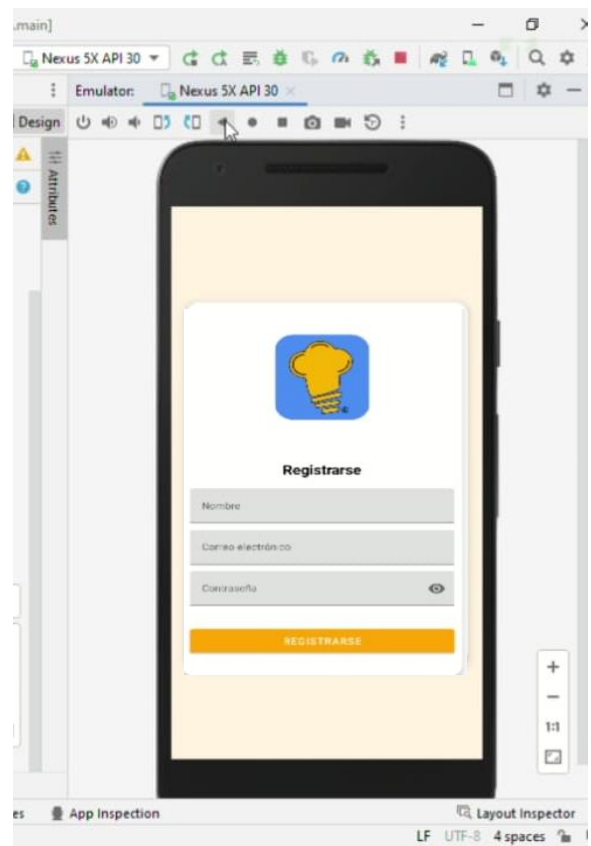 .main]
Nexus 5X API 30
Emulator: Nexus 5X API 30
Design
Attributes
Registrarse
Nombre
Correo electrónico
Contraseña
REGISTRARSE
+
−
1:1
es App Inspection Layout Inspector
LF UTF-8 4 spaces